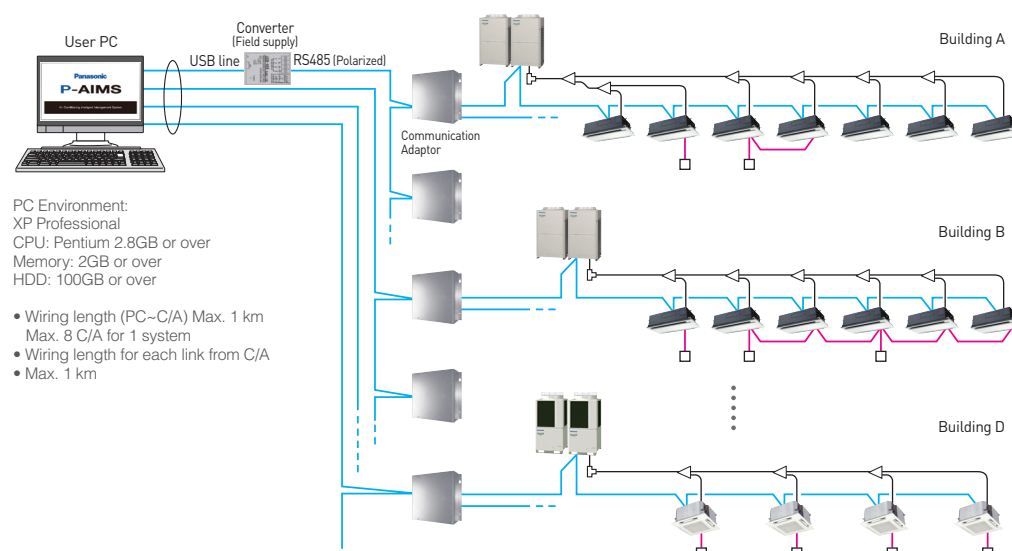 User PC
Converter
(Field supply)
USB line
RS485 (Polarized)
Panasonic
P-AIMS
Communication
Adaptor
Building A
PC Environment:
XP Professional
CPU: Pentium 2.8GB or over
Memory: 2GB or over
HDD: 100GB or over
• Wiring length (PC~C/A) Max. 1 km
Max. 8 C/A for 1 system
• Wiring length for each link from C/A
• Max. 1 km
Building B
Building D